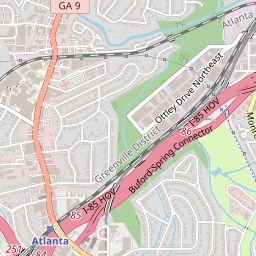 GA 9
Atlanta
Ottley Drive Northeast
I-85 HOV
86
Greenville District
Buford-Spring Connector
I-85 HOV
85
Atlanta
84
251